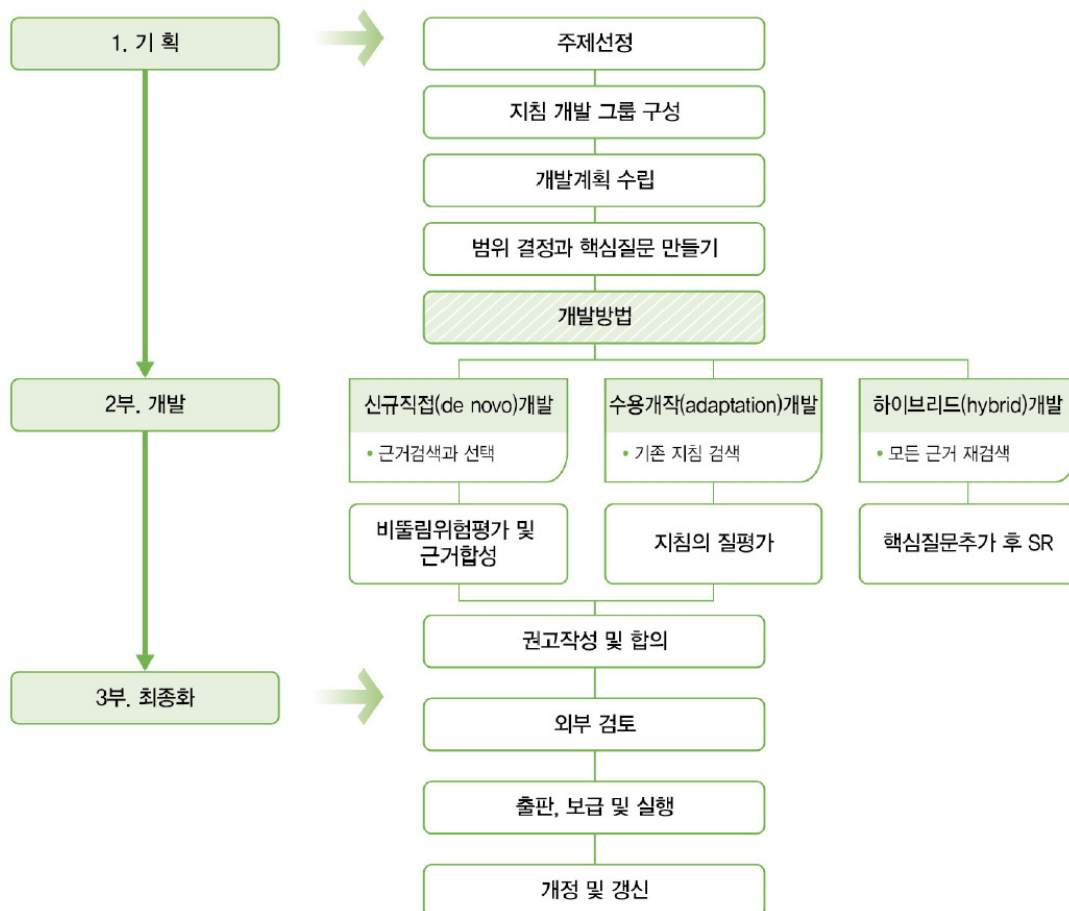 1. 기 획
주제선정
지침 개발 그룹 구성
개발계획 수립
범위 결정과 핵심질문 만들기
개발방법
2부. 개발
신규직접(de novo)개발
• 근거검색과 선택
수용개작(adaptation)개발
• 기존 지침 검색
하이브리드(hybrid)개발
• 모든 근거 재검색
비뚤림위험평가 및
근거합성
지침의 질평가
핵심질문추가 후 SR
권고작성 및 합의
3부. 최종화
외부 검토
출판, 보급 및 실행
개정 및 갱신